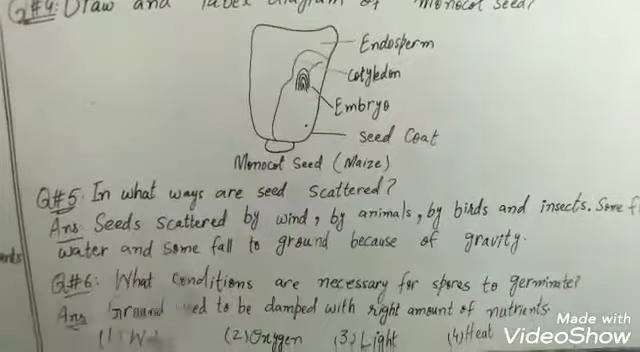 Q#4: Draw and label diagram of monocot seed?
Endosperm
Cotyledon
Embryo
Seed Coat
Monocot Seed (Maize)
Q#5. In what ways are seed scattered?
Ans. Seeds scattered by wind, by animals, by birds and insects. Some
water and some fall to ground because of gravity.
Q#6: What conditions are necessary for spores to germinate?
Ans Ground to be damped with right amount of nutrients
(1) (2) Oxygen (3) Light (4) Heat
Made with
VideoShow